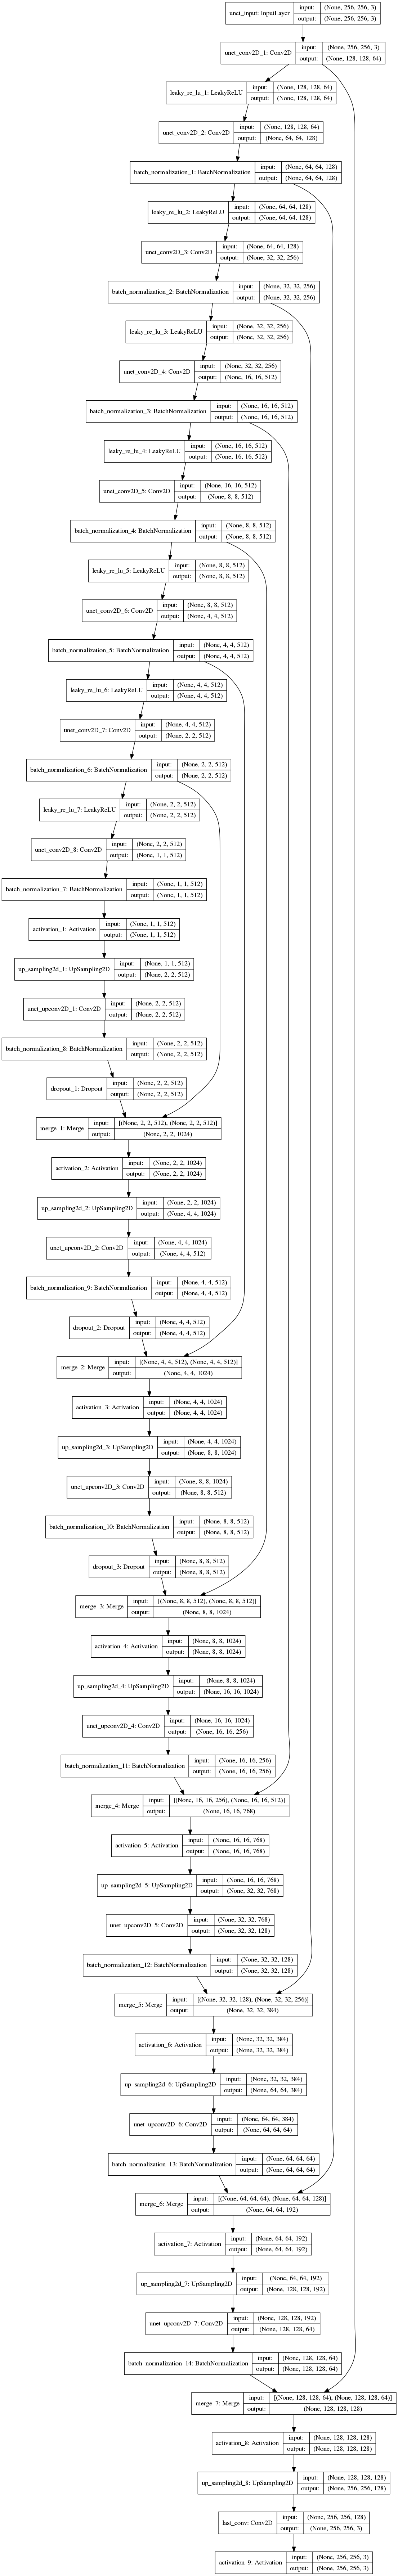 unet_input: InputLayer
input: (None, 256, 256, 3)
output: (None, 256, 256, 3)
unet_conv2D_1: Conv2D
input: (None, 256, 256, 3)
output: (None, 128, 128, 64)
leaky_re_lu_1: LeakyReLU
input: (None, 128, 128, 64)
output: (None, 128, 128, 64)
unet_conv2D_2: Conv2D
input: (None, 128, 128, 64)
output: (None, 64, 64, 128)
batch_normalization_1: BatchNormalization
input: (None, 64, 64, 128)
output: (None, 64, 64, 128)
leaky_re_lu_2: LeakyReLU
input: (None, 64, 64, 128)
output: (None, 64, 64, 128)
unet_conv2D_3: Conv2D
input: (None, 64, 64, 128)
output: (None, 32, 32, 256)
batch_normalization_2: BatchNormalization
input: (None, 32, 32, 256)
output: (None, 32, 32, 256)
leaky_re_lu_3: LeakyReLU
input: (None, 32, 32, 256)
output: (None, 32, 32, 256)
unet_conv2D_4: Conv2D
input: (None, 32, 32, 256)
output: (None, 16, 16, 512)
batch_normalization_3: BatchNormalization
input: (None, 16, 16, 512)
output: (None, 16, 16, 512)
leaky_re_lu_4: LeakyReLU
input: (None, 16, 16, 512)
output: (None, 16, 16, 512)
unet_conv2D_5: Conv2D
input: (None, 16, 16, 512)
output: (None, 8, 8, 512)
batch_normalization_4: BatchNormalization
input: (None, 8, 8, 512)
output: (None, 8, 8, 512)
leaky_re_lu_5: LeakyReLU
input: (None, 8, 8, 512)
output: (None, 8, 8, 512)
unet_conv2D_6: Conv2D
input: (None, 8, 8, 512)
output: (None, 4, 4, 512)
batch_normalization_5: BatchNormalization
input: (None, 4, 4, 512)
output: (None, 4, 4, 512)
leaky_re_lu_6: LeakyReLU
input: (None, 4, 4, 512)
output: (None, 4, 4, 512)
unet_conv2D_7: Conv2D
input: (None, 4, 4, 512)
output: (None, 2, 2, 512)
batch_normalization_6: BatchNormalization
input: (None, 2, 2, 512)
output: (None, 2, 2, 512)
leaky_re_lu_7: LeakyReLU
input: (None, 2, 2, 512)
output: (None, 2, 2, 512)
unet_conv2D_8: Conv2D
input: (None, 2, 2, 512)
output: (None, 1, 1, 512)
batch_normalization_7: BatchNormalization
input: (None, 1, 1, 512)
output: (None, 1, 1, 512)
activation_1: Activation
input: (None, 1, 1, 512)
output: (None, 1, 1, 512)
up_sampling2d_1: UpSampling2D
input: (None, 1, 1, 512)
output: (None, 2, 2, 512)
unet_upconv2D_1: Conv2D
input: (None, 2, 2, 512)
output: (None, 2, 2, 512)
batch_normalization_8: BatchNormalization
input: (None, 2, 2, 512)
output: (None, 2, 2, 512)
dropout_1: Dropout
input: (None, 2, 2, 512)
output: (None, 2, 2, 512)
merge_1: Merge
input: [(None, 2, 2, 512), (None, 2, 2, 512)]
output: (None, 2, 2, 1024)
activation_2: Activation
input: (None, 2, 2, 1024)
output: (None, 2, 2, 1024)
up_sampling2d_2: UpSampling2D
input: (None, 2, 2, 1024)
output: (None, 4, 4, 1024)
unet_upconv2D_2: Conv2D
input: (None, 4, 4, 1024)
output: (None, 4, 4, 512)
batch_normalization_9: BatchNormalization
input: (None, 4, 4, 512)
output: (None, 4, 4, 512)
dropout_2: Dropout
input: (None, 4, 4, 512)
output: (None, 4, 4, 512)
merge_2: Merge
input: [(None, 4, 4, 512), (None, 4, 4, 512)]
output: (None, 4, 4, 1024)
activation_3: Activation
input: (None, 4, 4, 1024)
output: (None, 4, 4, 1024)
up_sampling2d_3: UpSampling2D
input: (None, 4, 4, 1024)
output: (None, 8, 8, 1024)
unet_upconv2D_3: Conv2D
input: (None, 8, 8, 1024)
output: (None, 8, 8, 512)
batch_normalization_10: BatchNormalization
input: (None, 8, 8, 512)
output: (None, 8, 8, 512)
dropout_3: Dropout
input: (None, 8, 8, 512)
output: (None, 8, 8, 512)
merge_3: Merge
input: [(None, 8, 8, 512), (None, 8, 8, 512)]
output: (None, 8, 8, 1024)
activation_4: Activation
input: (None, 8, 8, 1024)
output: (None, 8, 8, 1024)
up_sampling2d_4: UpSampling2D
input: (None, 8, 8, 1024)
output: (None, 16, 16, 1024)
unet_upconv2D_4: Conv2D
input: (None, 16, 16, 1024)
output: (None, 16, 16, 256)
batch_normalization_11: BatchNormalization
input: (None, 16, 16, 256)
output: (None, 16, 16, 256)
merge_4: Merge
input: [(None, 16, 16, 256), (None, 16, 16, 512)]
output: (None, 16, 16, 768)
activation_5: Activation
input: (None, 16, 16, 768)
output: (None, 16, 16, 768)
up_sampling2d_5: UpSampling2D
input: (None, 16, 16, 768)
output: (None, 32, 32, 768)
unet_upconv2D_5: Conv2D
input: (None, 32, 32, 768)
output: (None, 32, 32, 128)
batch_normalization_12: BatchNormalization
input: (None, 32, 32, 128)
output: (None, 32, 32, 128)
merge_5: Merge
input: [(None, 32, 32, 128), (None, 32, 32, 256)]
output: (None, 32, 32, 384)
activation_6: Activation
input: (None, 32, 32, 384)
output: (None, 32, 32, 384)
up_sampling2d_6: UpSampling2D
input: (None, 32, 32, 384)
output: (None, 64, 64, 384)
unet_upconv2D_6: Conv2D
input: (None, 64, 64, 384)
output: (None, 64, 64, 64)
batch_normalization_13: BatchNormalization
input: (None, 64, 64, 64)
output: (None, 64, 64, 64)
merge_6: Merge
input: [(None, 64, 64, 64), (None, 64, 64, 128)]
output: (None, 64, 64, 192)
activation_7: Activation
input: (None, 64, 64, 192)
output: (None, 64, 64, 192)
up_sampling2d_7: UpSampling2D
input: (None, 64, 64, 192)
output: (None, 128, 128, 192)
unet_upconv2D_7: Conv2D
input: (None, 128, 128, 192)
output: (None, 128, 128, 64)
batch_normalization_14: BatchNormalization
input: (None, 128, 128, 64)
output: (None, 128, 128, 64)
merge_7: Merge
input: [(None, 128, 128, 64), (None, 128, 128, 64)]
output: (None, 128, 128, 128)
activation_8: Activation
input: (None, 128, 128, 128)
output: (None, 128, 128, 128)
up_sampling2d_8: UpSampling2D
input: (None, 128, 128, 128)
output: (None, 256, 256, 128)
last_conv: Conv2D
input: (None, 256, 256, 128)
output: (None, 256, 256, 3)
activation_9: Activation
input: (None, 256, 256, 3)
output: (None, 256, 256, 3)